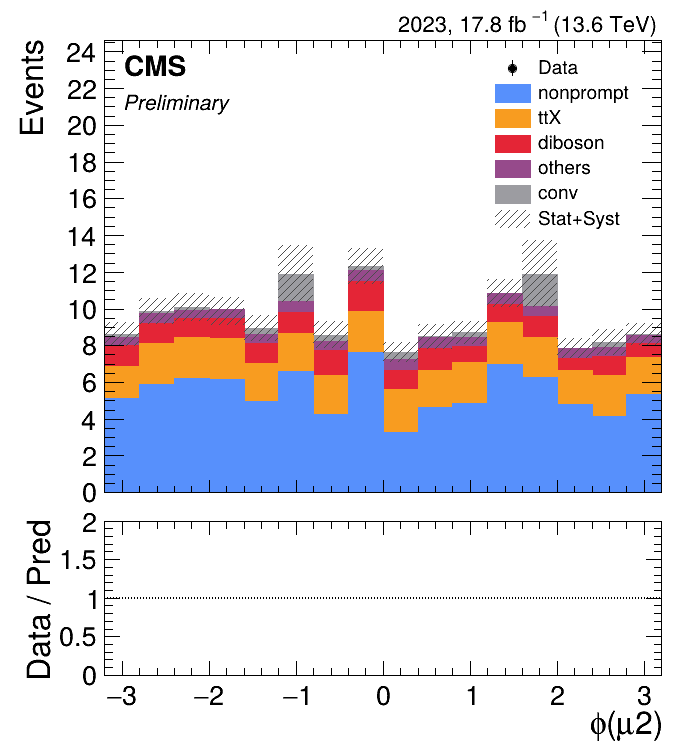 2023, 17.8 fb⁻¹ (13.6 TeV)
Events
24
22
20
18
16
14
12
10
8
6
4
2
0
CMS
Preliminary
Data
nonprompt
ttX
diboson
others
conv
Stat+Syst
Data / Pred
2
1.5
1
0.5
0
−3 −2 −1 0 1 2 3
ϕ(μ2)